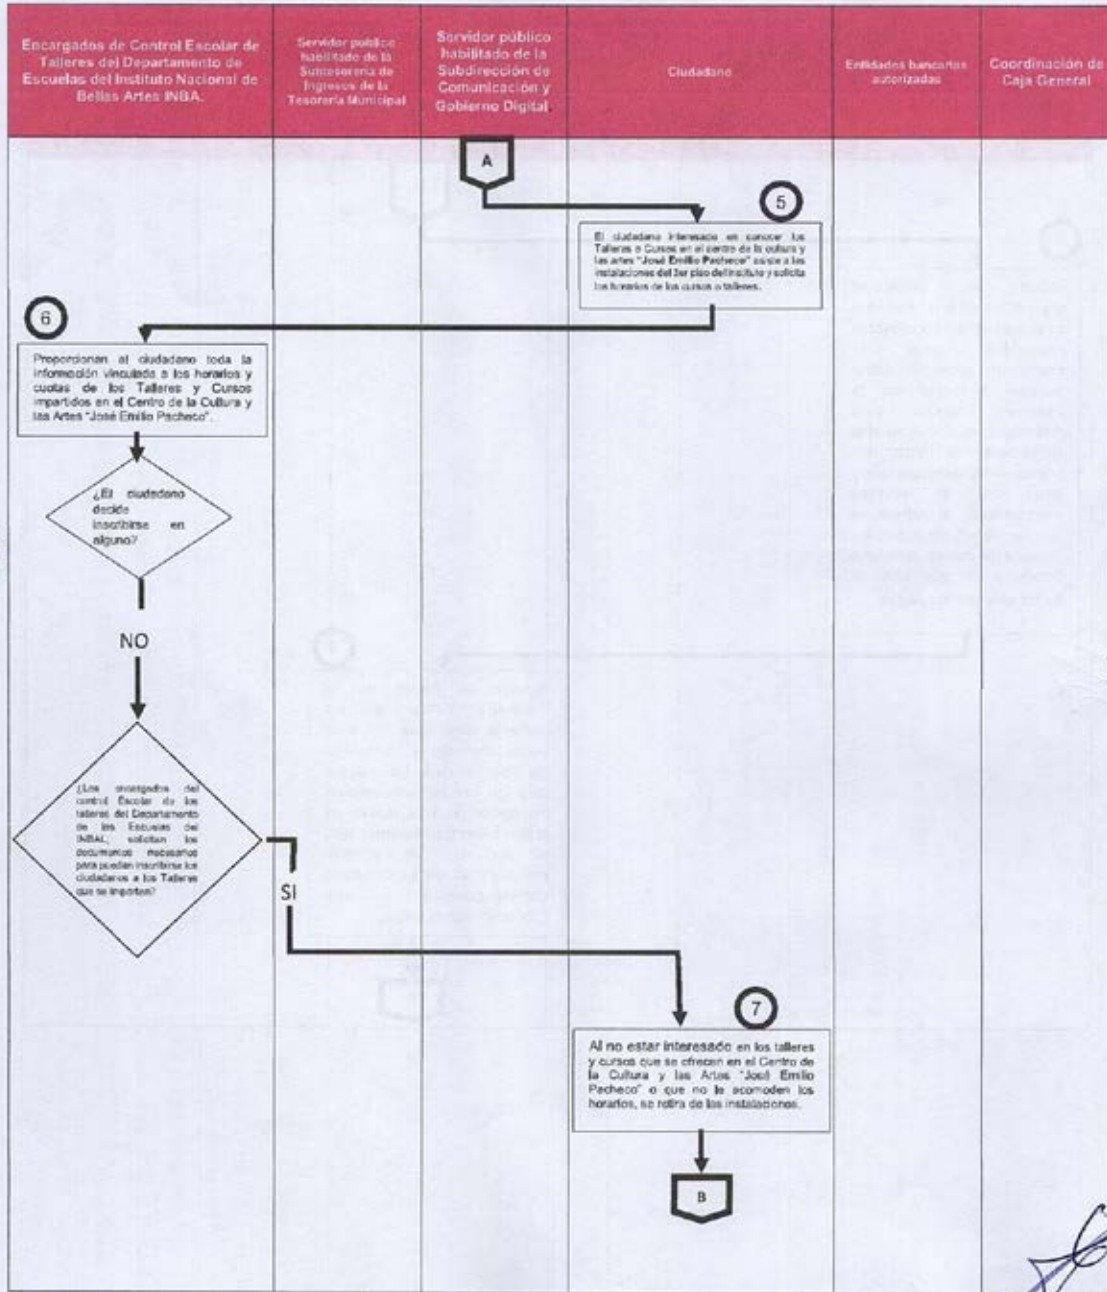 Encargados de Control Escolar de
Talleres del Departamento de
Escuelas del Instituto Nacional de
Bellas Artes INBA.
Servidor público
habilitado de la
Suntesorería de
Ingresos de la
Tesorería Municipal
Servidor público
habilitado de la
Subdirección de
Comunicación y
Gobierno Digital.
Ciudadano
Entidades bancarias
autorizadas
Coordinación de
Caja General
A
5
El ciudadano interesado en conocer los
Talleres o Cursos en el centro de la cultura y
las artes "José Emilio Pacheco" asiste a las
instalaciones del 3er piso del Instituto y solicita
los horarios de los cursos o talleres.
6
Proporcionan al ciudadano toda la
información vinculada a los horarios y
cuotas de los Talleres y Cursos
impartidos en el Centro de la Cultura y
las Artes "José Emilio Pacheco".
¿El ciudadano
decide
inscribirse en
alguno?
NO
¿Los encargados del
control Escolar de los
talleres del Departamento
de las Escuelas del
INBAL, solicitan los
documentos necesarios
para puedan inscribirse los
ciudadanos a los Talleres
que se imparten?
SI
7
Al no estar interesado en los talleres
y cursos que se ofrecen en el Centro de
la Cultura y las Artes "José Emilio
Pacheco" o que no le acomoden los
horarios, se retira de las instalaciones.
B